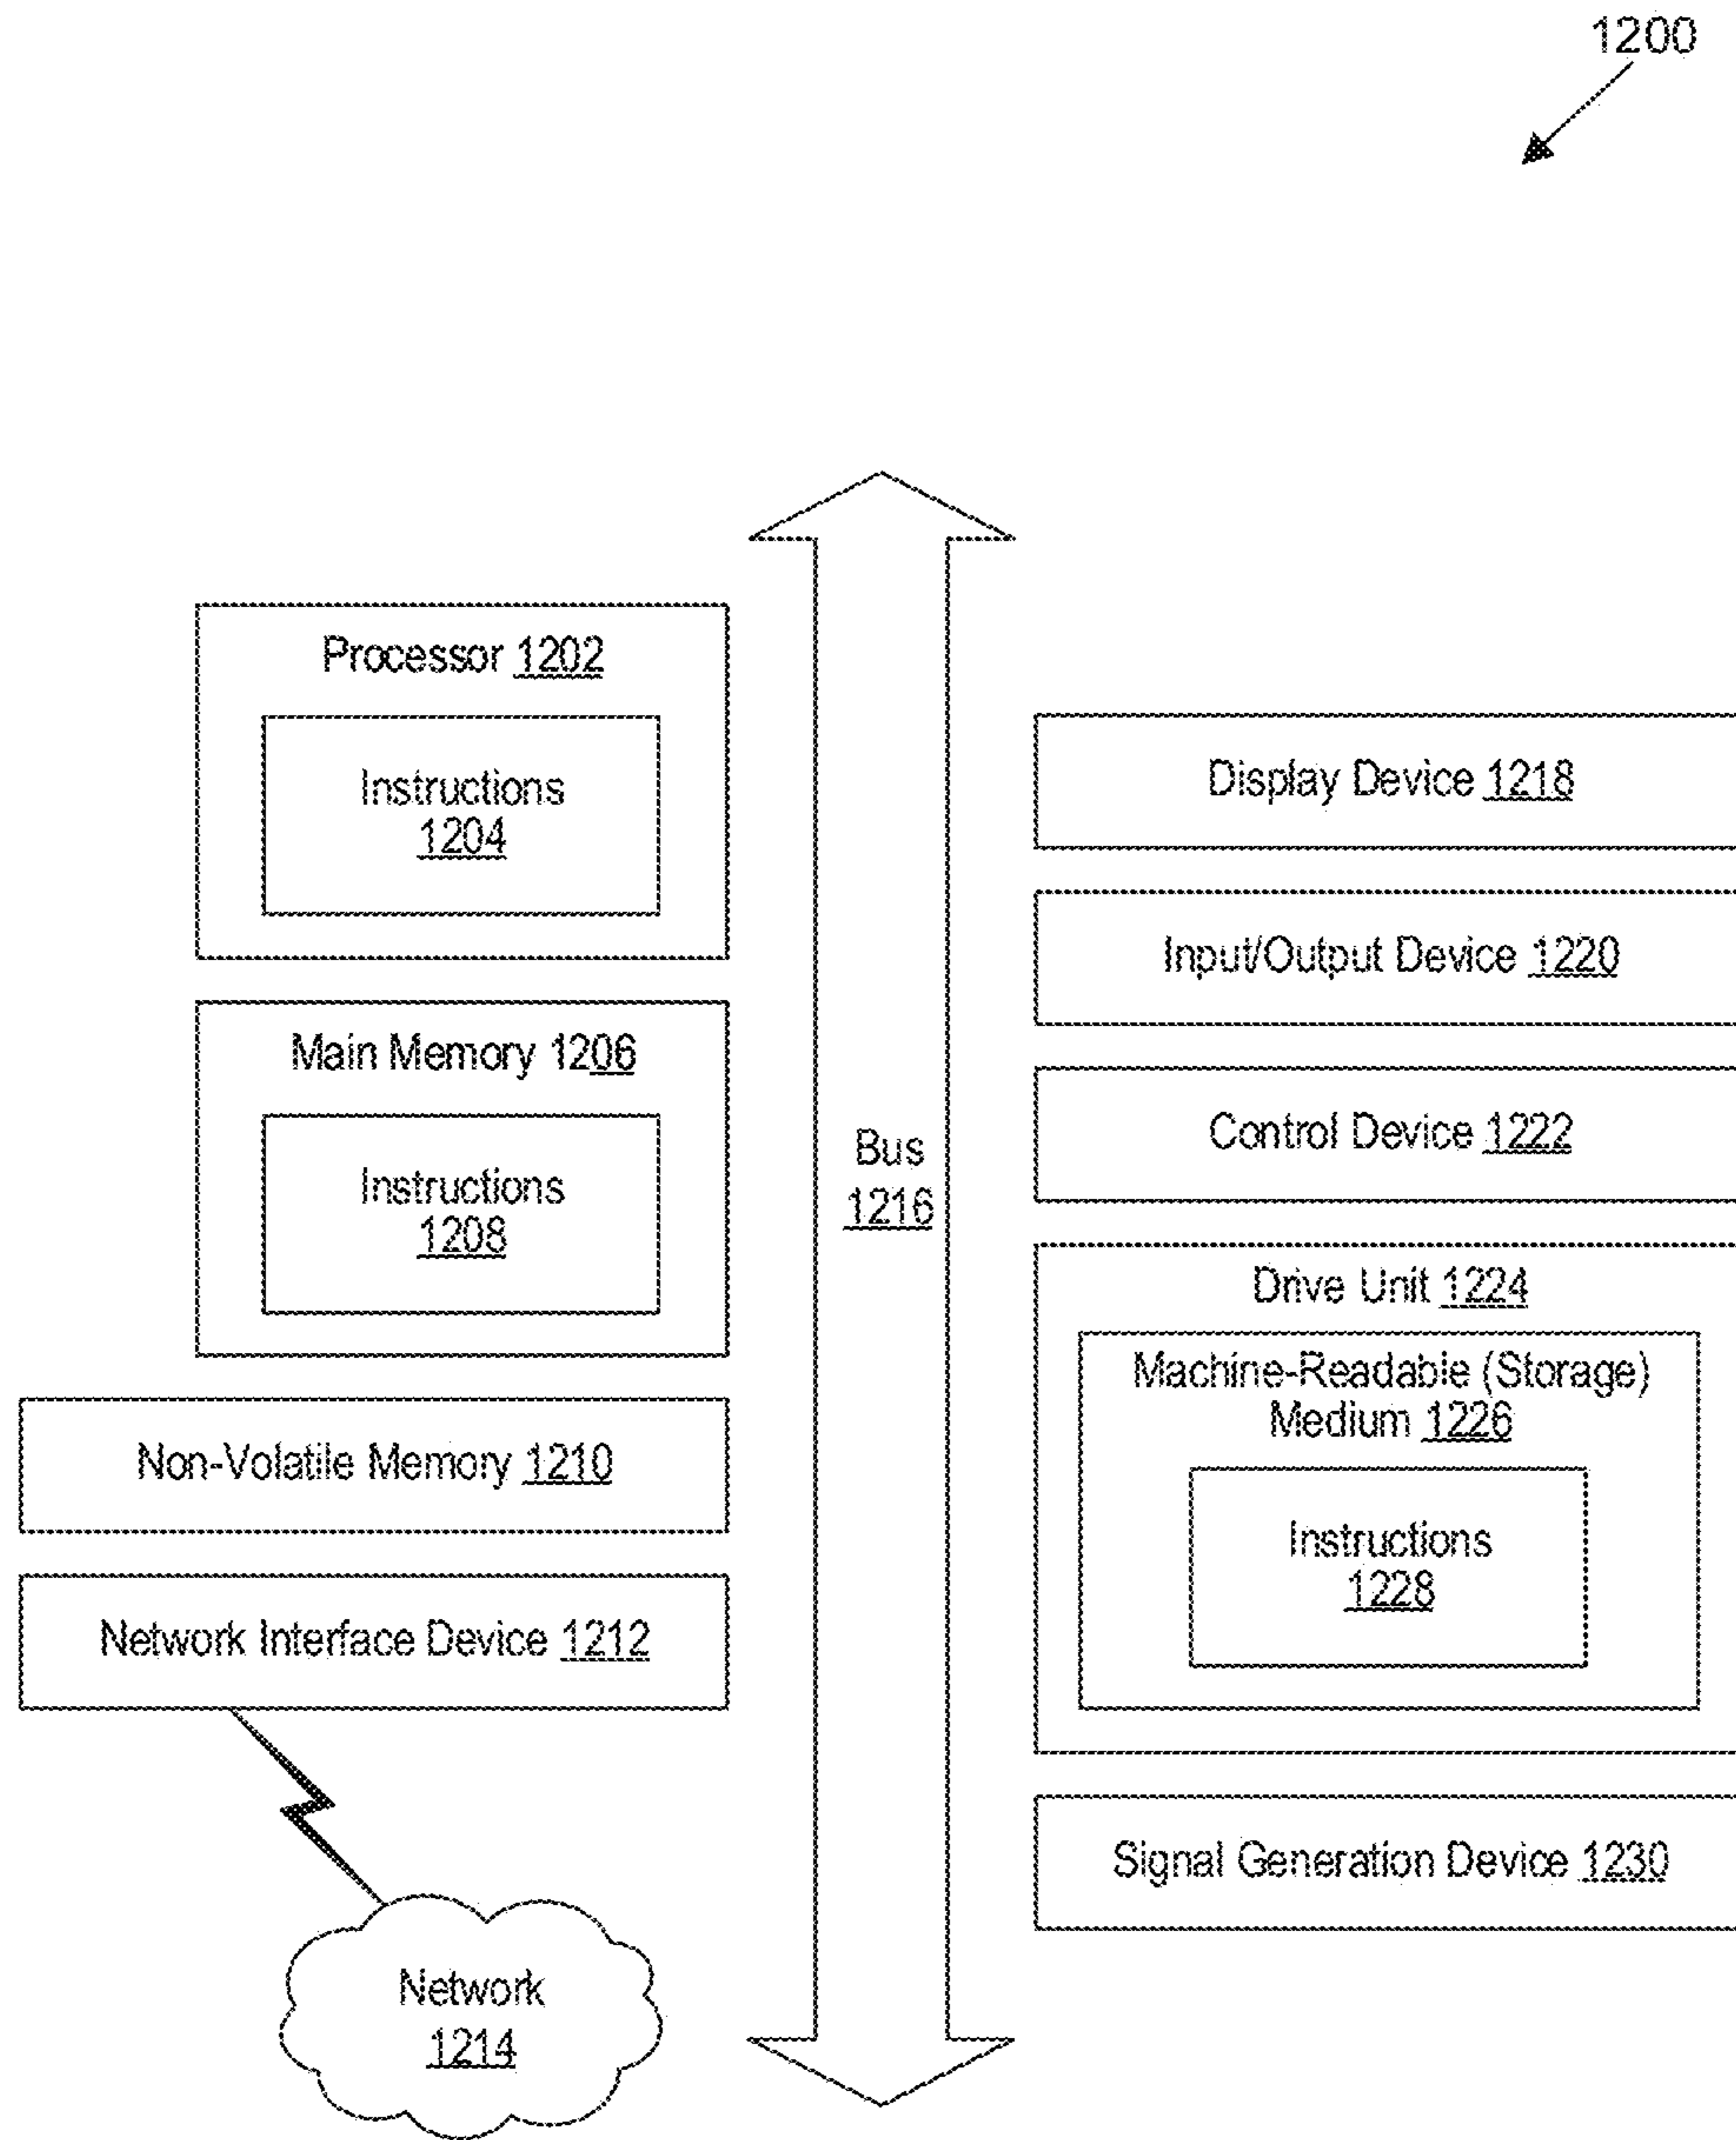 1200
Processor 1202
Instructions
1204
Main Memory 1206
Instructions
1208
Non-Volatile Memory 1210
Network Interface Device 1212
Network
1214
Bus
1216
Display Device 1218
Input/Output Device 1220
Control Device 1222
Drive Unit 1224
Machine-Readable (Storage)
Medium 1226
Instructions
1228
Signal Generation Device 1230